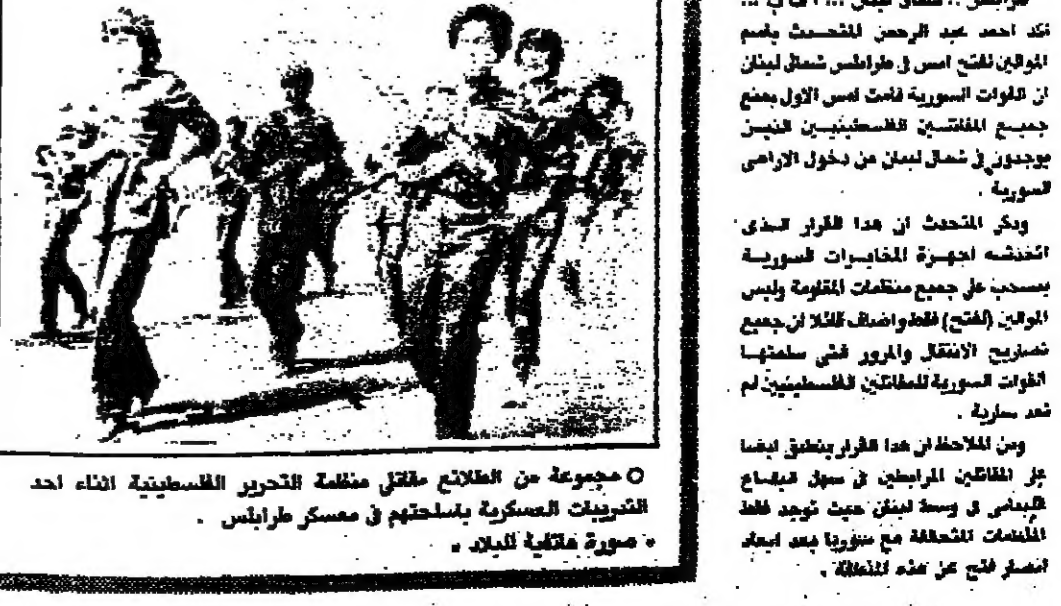 طرابلس .. شمال لبنان ... ا ف ب ..
اكد احمد عبد الرحمن المتحدث باسم
الموالين لفتح امس في طرابلس شمال لبنان
ان القوات السورية قامت امس الاول بمنع
جميع المقاتلين الفلسطينيين الذين
يوجدون في شمال لبنان من دخول الاراضي
السورية .
وذكر المتحدث ان هذا القرار الذي
اتخذته اجهزة المخابرات السورية
ينسحب على جميع منظمات المقاومة وليس
الموالين (لفتح) فقط واضاف قائلا ان جميع
تصاريح الانتقال والمرور التي سلمتها
القوات السورية للمقاتلين الفلسطينيين لم
تعد سارية .
ومن الملاحظ ان هذا القرار ينطبق ايضا
على المقاتلين المرابطين في سهل البقاع
اللبناني في وسط لبنان حيث توجد فقط
المنظمات المتحالفة مع سوريا بعد ابعاد
انصار فتح عن هذه المنطقة .
○ مجموعة من الطلائع مقاتلي منظمة التحرير الفلسطينية اثناء احد
التدريبات العسكرية باسلحتهم في معسكر طرابلس .
« صورة هاتفية للبلاد »